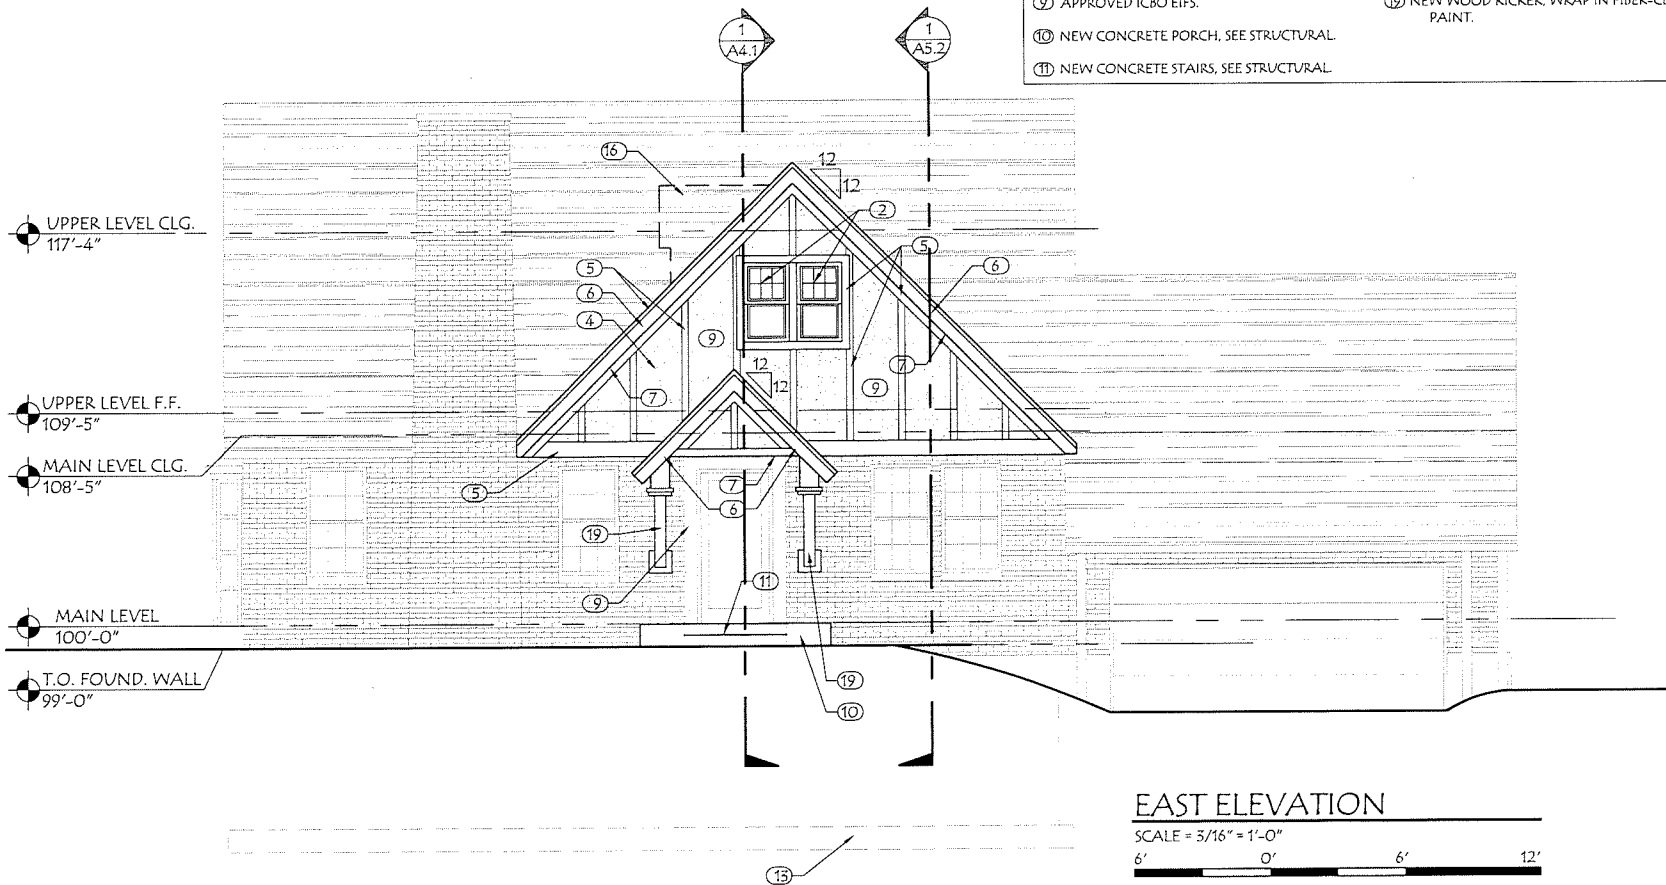 9 APPROVED ICBO EIFS.
19 NEW WOOD KICKER, WRAP IN
PAINT.
10 NEW CONCRETE PORCH, SEE STRUCTURAL.
11 NEW CONCRETE STAIRS, SEE STRUCTURAL.
1
A4.1
1
A5.2
16
12
12
2
UPPER LEVEL CLG.
117'-4"
5
5
6
6
4
9
7
12
12
9
7
UPPER LEVEL F.F.
109'-5"
MAIN LEVEL CLG.
108'-5"
5
7
6
19
11
9
MAIN LEVEL
100'-0"
T.O. FOUND. WALL
99'-0"
19
10
EAST ELEVATION
SCALE = 3/16" = 1'-0"
6' 0' 6' 12'